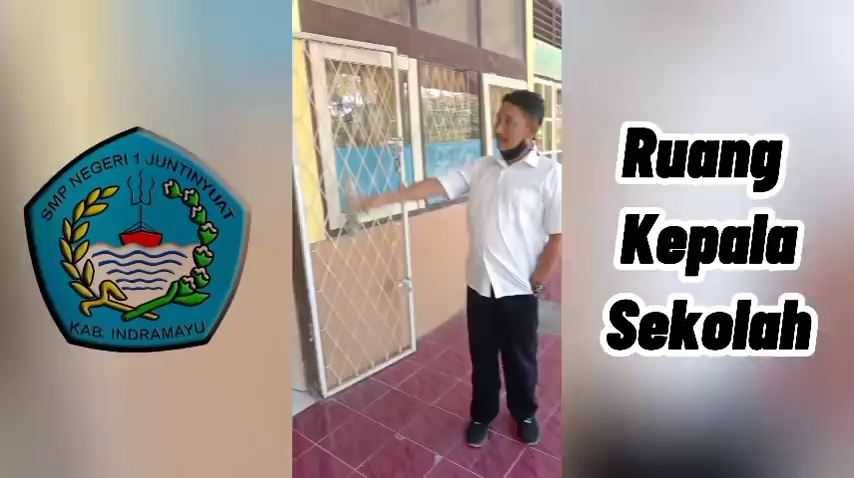 SMP NEGERI 1 JUNTINYUAT
KAB. INDRAMAYU
Ruang
Kepala
Sekolah